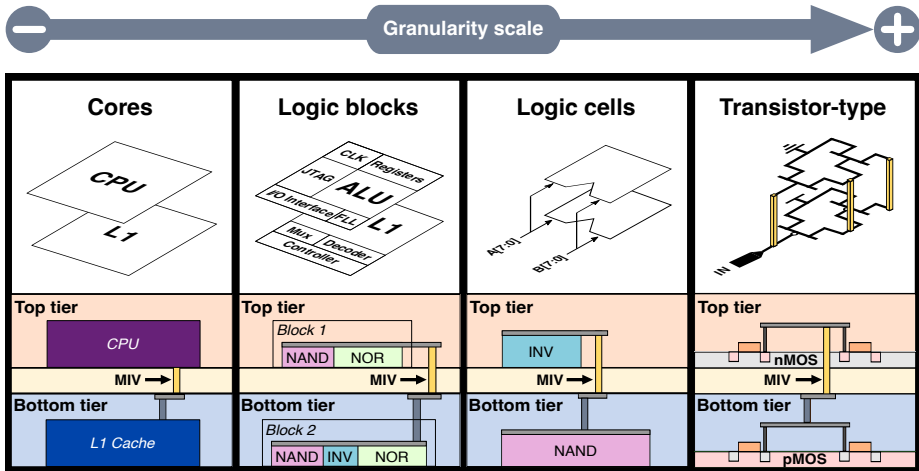 Granularity scale
Cores
CPU
L1
Top tier
CPU
MIV
Bottom tier
L1 Cache
Logic blocks
CLK
Registers
JTAG
ALU
I/O Interface
FLL
L1
Mux
Decoder
Controller
Top tier
Block 1
NAND
NOR
MIV
Bottom tier
Block 2
NAND
INV
NOR
Logic cells
A[7:0]
B[7:0]
Top tier
INV
MIV
Bottom tier
NAND
Transistor-type
IN
Top tier
nMOS
MIV
Bottom tier
pMOS